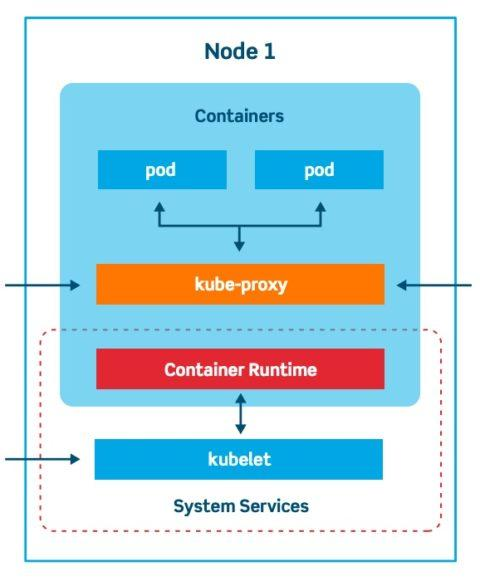 Node 1
Containers
pod
pod
kube-proxy
Container Runtime
kubelet
System Services